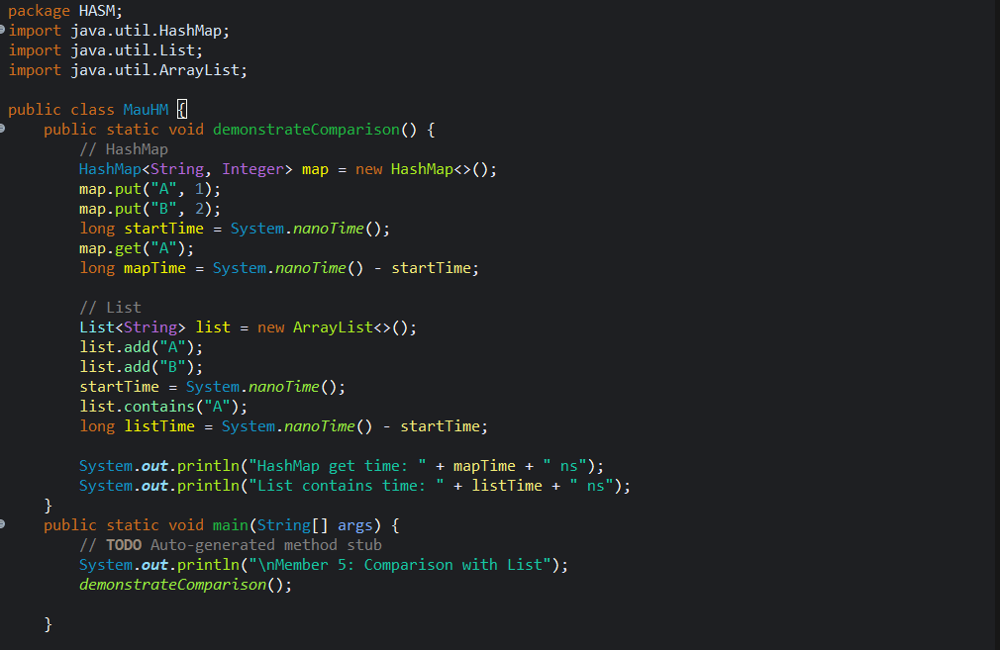 package HASM;
import java.util.HashMap;
import java.util.List;
import java.util.ArrayList;

public class MauHM {
    public static void demonstrateComparison() {
        // HashMap
        HashMap<String, Integer> map = new HashMap<>();
        map.put("A", 1);
        map.put("B", 2);
        long startTime = System.nanoTime();
        map.get("A");
        long mapTime = System.nanoTime() - startTime;

        // List
        List<String> list = new ArrayList<>();
        list.add("A");
        list.add("B");
        startTime = System.nanoTime();
        list.contains("A");
        long listTime = System.nanoTime() - startTime;

        System.out.println("HashMap get time: " + mapTime + " ns");
        System.out.println("List contains time: " + listTime + " ns");
    }
    public static void main(String[] args) {
        // TODO Auto-generated method stub
        System.out.println("\nMember 5: Comparison with List");
        demonstrateComparison();

    }